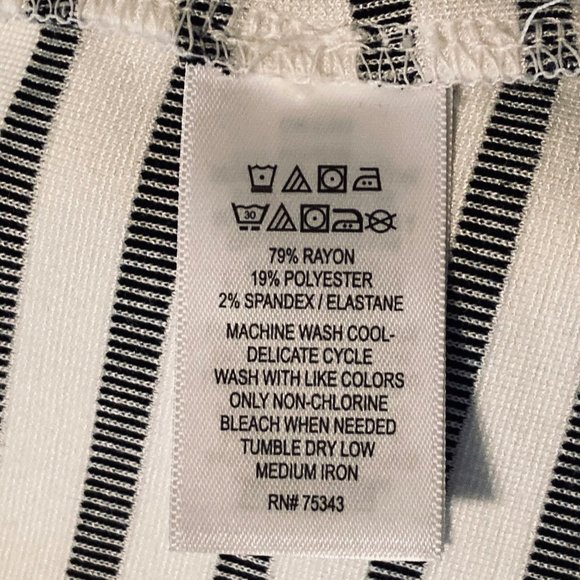 30
79% RAYON
19% POLYESTER
2% SPANDEX / ELASTANE
MACHINE WASH COOL-
DELICATE CYCLE
WASH WITH LIKE COLORS
ONLY NON-CHLORINE
BLEACH WHEN NEEDED
TUMBLE DRY LOW
MEDIUM IRON
RN# 75343